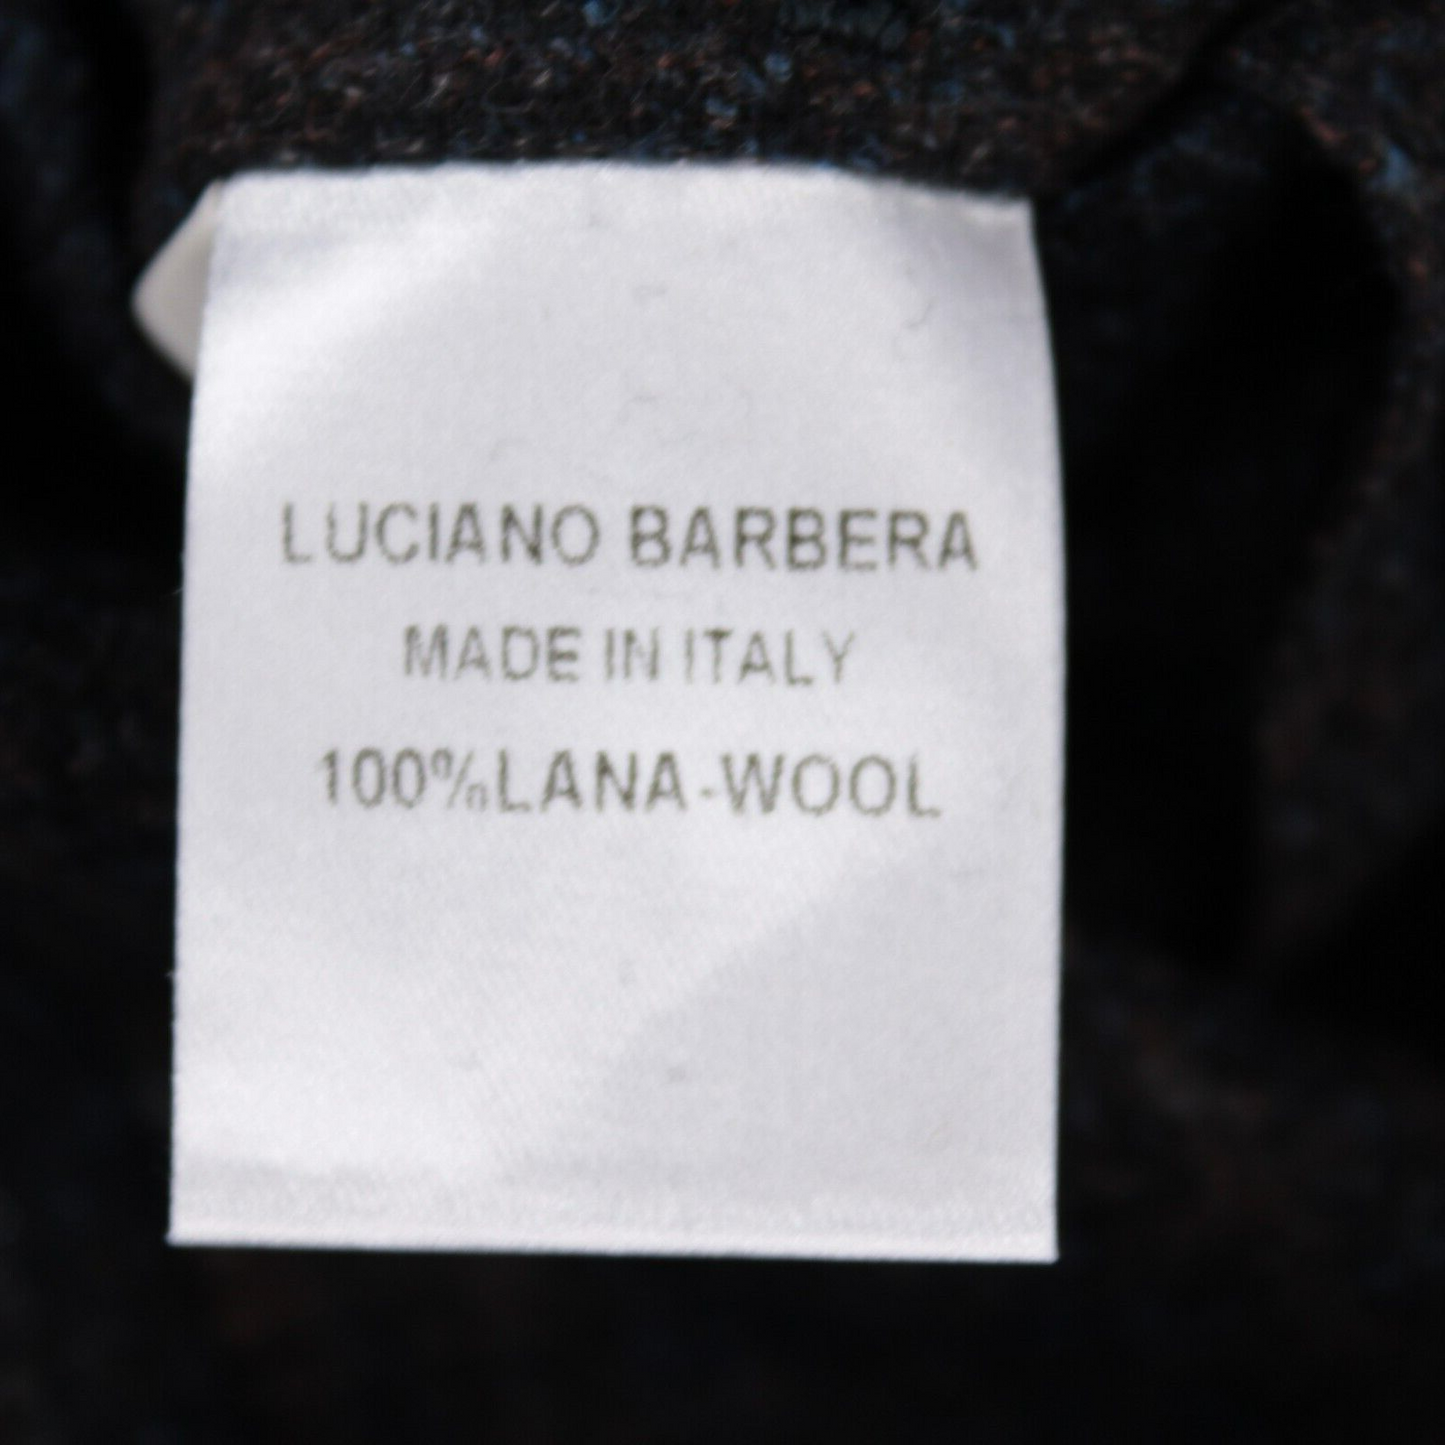 LUCIANO BARBERA
MADE IN ITALY
100%LANA-WOOL